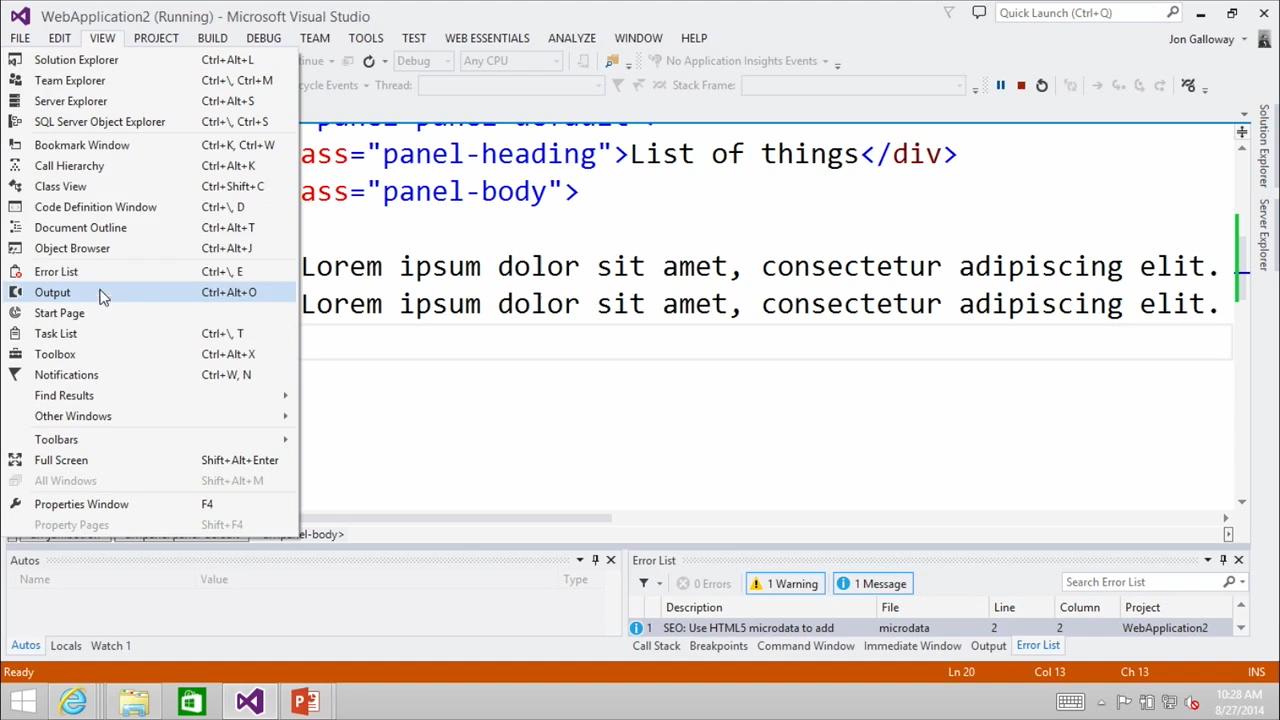 WebApplication2 (Running) - Microsoft Visual Studio
Quick Launch (Ctrl+Q)
FILE EDIT VIEW PROJECT BUILD DEBUG TEAM TOOLS TEST WEB ESSENTIALS ANALYZE WINDOW HELP
Jon Galloway
Solution Explorer Ctrl+Alt+L
Debug Any CPU No Application Insights Events
Team Explorer Ctrl+\, Ctrl+M
Thread: Stack Frame:
Server Explorer Ctrl+Alt+S
SQL Server Object Explorer Ctrl+\, Ctrl+S
Bookmark Window Ctrl+K, Ctrl+W
Call Hierarchy Ctrl+Alt+K
Class View Ctrl+Shift+C
Code Definition Window Ctrl+\, D
Document Outline Ctrl+Alt+T
Object Browser Ctrl+Alt+J
Error List Ctrl+\, E
Output Ctrl+Alt+O
Start Page
Task List Ctrl+\, T
Toolbox Ctrl+Alt+X
Notifications Ctrl+W, N
Find Results
Other Windows
Toolbars
Full Screen Shift+Alt+Enter
All Windows Shift+Alt+M
Properties Window F4
Property Pages Shift+F4
ass="panel-heading">List of things</div>
ass="panel-body">
Lorem ipsum dolor sit amet, consectetur adipiscing elit.
Lorem ipsum dolor sit amet, consectetur adipiscing elit.
Solution Explorer
Server Explorer
Autos
Name Value Type
Autos Locals Watch 1
Error List
0 Errors 1 Warning 1 Message Search Error List
Description File Line Column Project
1 SEO: Use HTML5 microdata to add microdata 2 2 WebApplication2
Call Stack Breakpoints Command Window Immediate Window Output Error List
Ready Ln 20 Col 13 Ch 13 INS
10:28 AM
8/27/2014